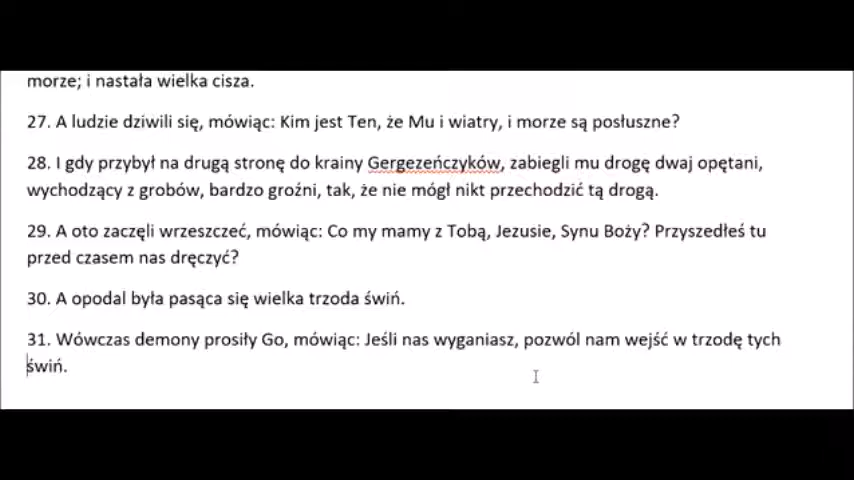 morze; i nastała wielka cisza.
27. A ludzie dziwili się, mówiąc: Kim jest Ten, że Mu i wiatry, i morze są posłuszne?
28. I gdy przybył na drugą stronę do krainy Gergezeńczyków, zabiegli mu drogę dwaj opętani,
wychodzący z grobów, bardzo groźni, tak, że nie mógł nikt przechodzić tą drogą.
29. A oto zaczęli wrzeszczeć, mówiąc: Co my mamy z Tobą, Jezusie, Synu Boży? Przyszedłeś tu
przed czasem nas dręczyć?
30. A opodal była pasąca się wielka trzoda świń.
31. Wówczas demony prosiły Go, mówiąc: Jeśli nas wyganiasz, pozwól nam wejść w trzodę tych
świń.